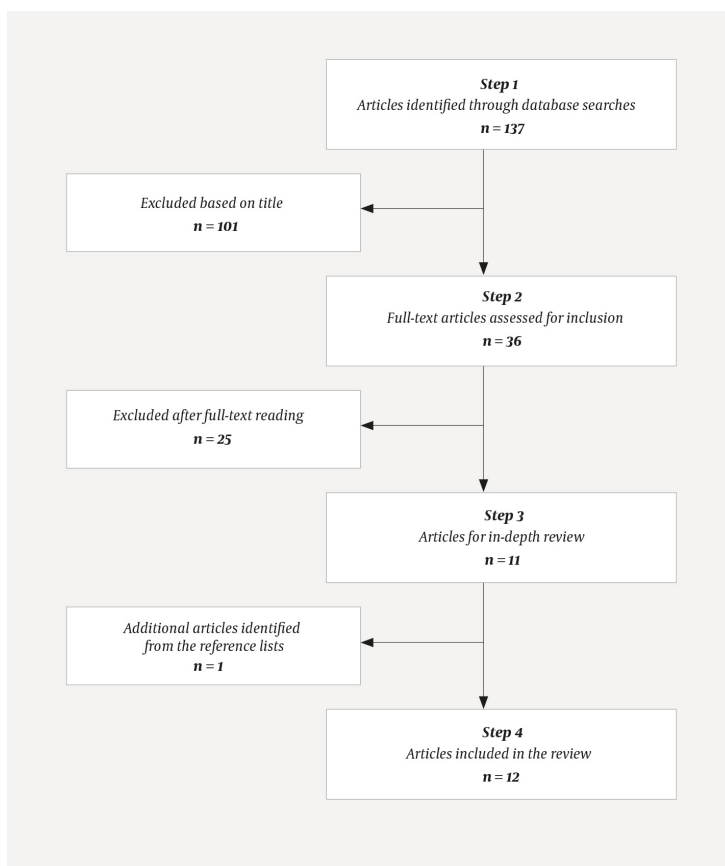 Step 1
Articles identified through database searches
n = 137
Excluded based on title
n = 101
Step 2
Full-text articles assessed for inclusion
n = 36
Excluded after full-text reading
n = 25
Step 3
Articles for in-depth review
n = 11
Additional articles identified
from the reference lists
n = 1
Step 4
Articles included in the review
n = 12